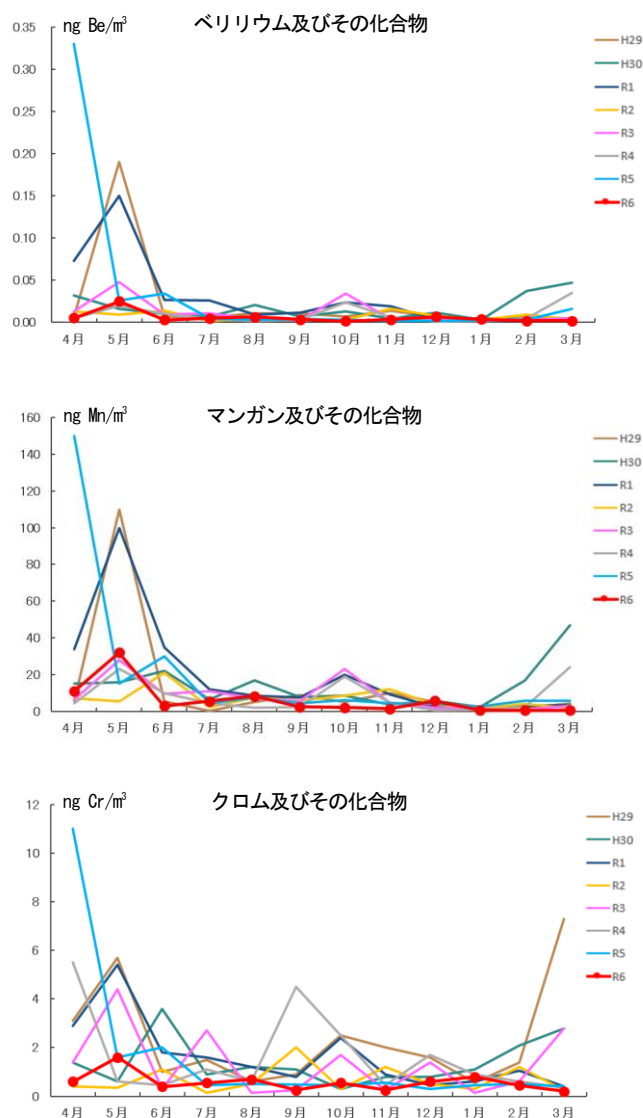 ng Be/m³ ベリリウム及びその化合物
0.35
0.30
0.25
0.20
0.15
0.10
0.05
0.00
4月 5月 6月 7月 8月 9月 10月 11月 12月 1月 2月 3月
H29
H30
R1
R2
R3
R4
R5
R6
ng Mn/m³ マンガン及びその化合物
160
140
120
100
80
60
40
20
0
4月 5月 6月 7月 8月 9月 10月 11月 12月 1月 2月 3月
H29
H30
R1
R2
R3
R4
R5
R6
ng Cr/m³ クロム及びその化合物
12
10
8
6
4
2
0
4月 5月 6月 7月 8月 9月 10月 11月 12月 1月 2月 3月
H29
H30
R1
R2
R3
R4
R5
R6